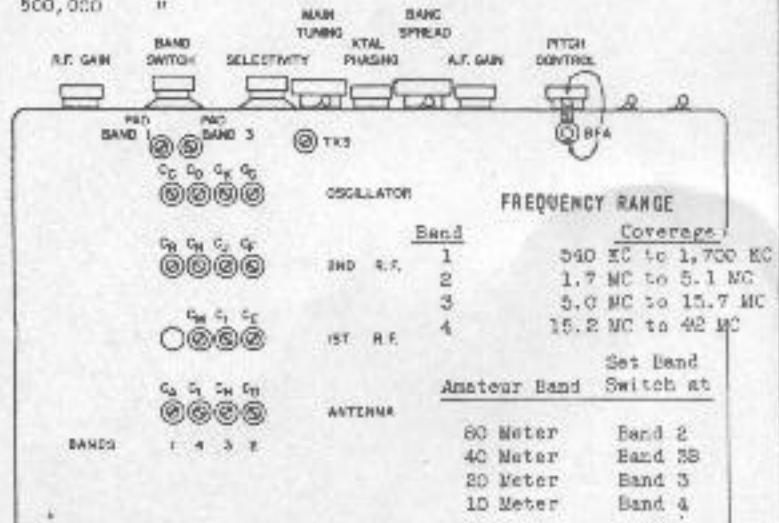 500,000 "
MAIN TUNING
BAND SPREAD
R.F. GAIN
BAND SWITCH
SELECTIVITY
XTAL PHASING
A.F. GAIN
PITCH CONTROL
PAD BAND 1
PAD BAND 3
TK3
BFA
OSCILLATOR
FREQUENCY RANGE
Band Coverage
1 540 KC to 1,700 KC
2 1.7 MC to 5.1 MC
3 5.0 MC to 15.7 MC
4 15.2 MC to 42 MC
2ND R.F.
1ST R.F.
ANTENNA
Set Band
Amateur Band Switch at
80 Meter Band 2
40 Meter Band 3B
20 Meter Band 3
10 Meter Band 4
BANDS 1 4 3 2